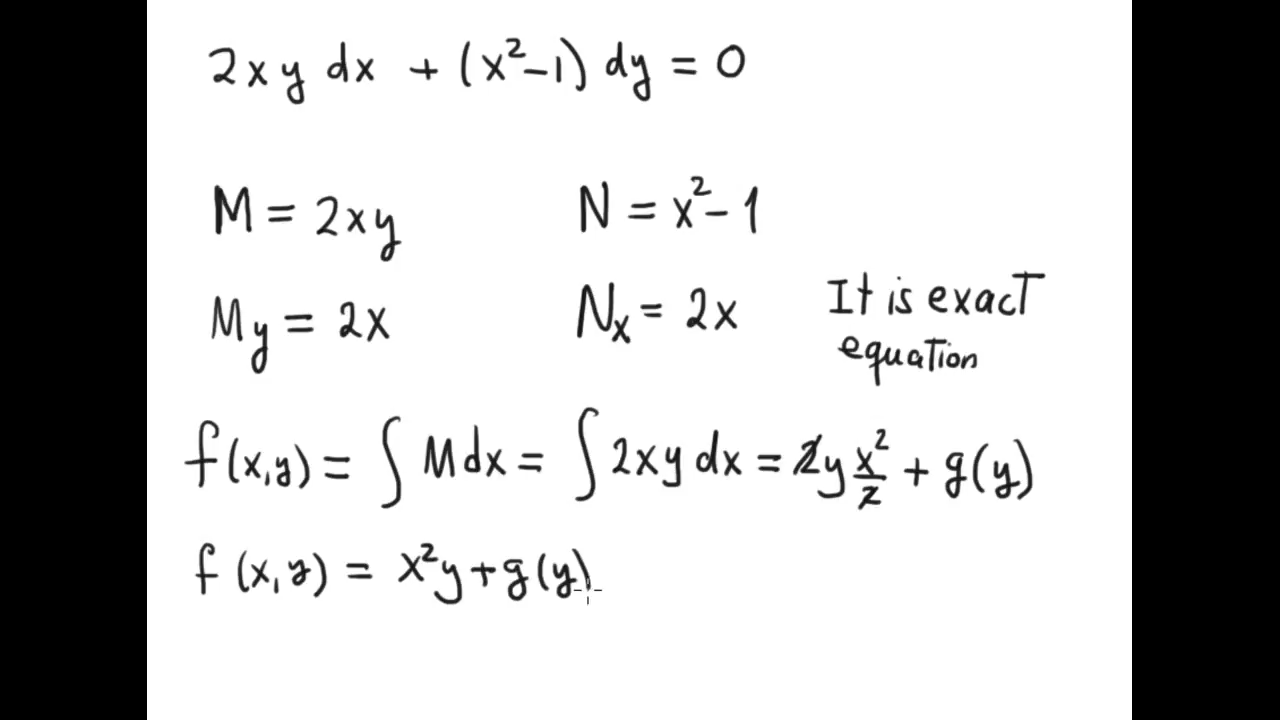 2xy dx + (x²-1) dy = 0
M = 2xy N = x²-1
My = 2x Nx = 2x It is exact
equation
f(x,y) = ∫ M dx = ∫ 2xy dx = 2y x²/2 + g(y)
f(x,y) = x²y + g(y)